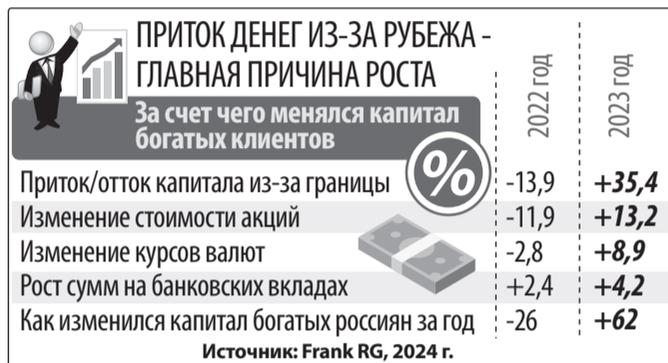 ПРИТОК ДЕНЕГ ИЗ-ЗА РУБЕЖА -
ГЛАВНАЯ ПРИЧИНА РОСТА
За счет чего менялся капитал
богатых клиентов
%
2022 год
2023 год
Приток/отток капитала из-за границы -13,9 +35,4
Изменение стоимости акций -11,9 +13,2
Изменение курсов валют -2,8 +8,9
Рост сумм на банковских вкладах +2,4 +4,2
Как изменился капитал богатых россиян за год -26 +62
Источник: Frank RG, 2024 г.